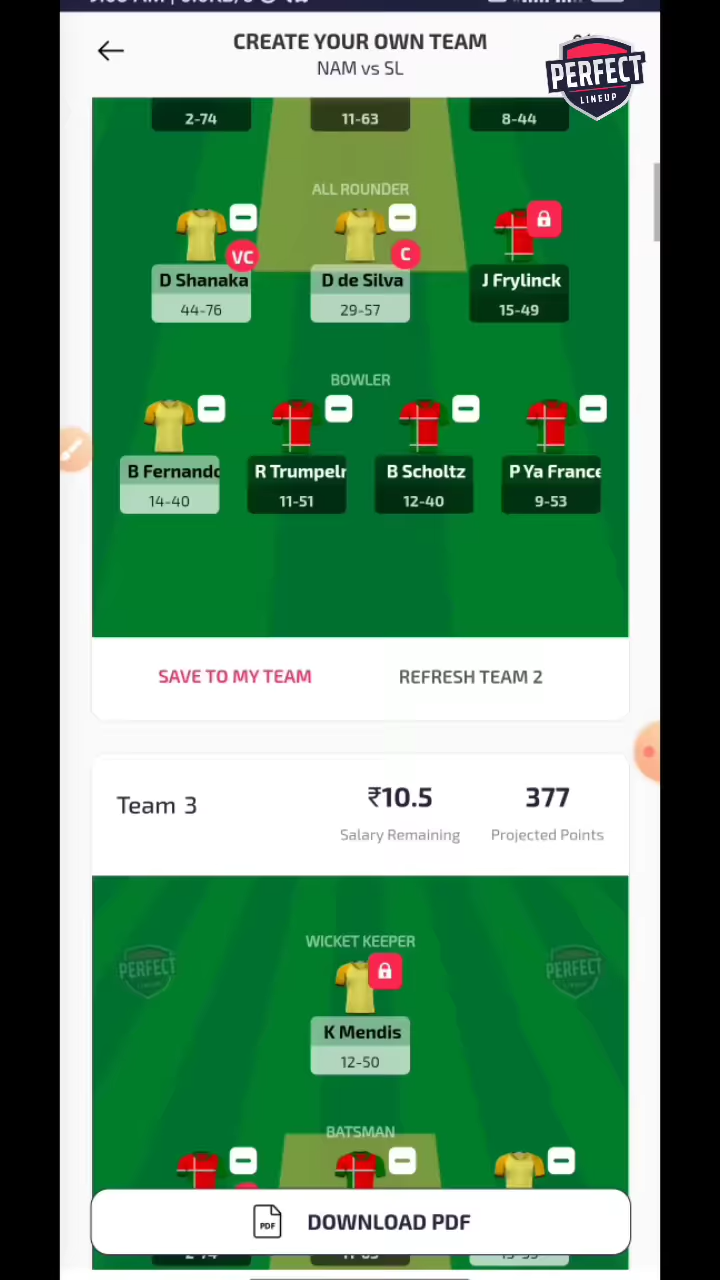 CREATE YOUR OWN TEAM
NAM vs SL
PERFECT
LINEUP
2-74 11-63 8-44
ALL ROUNDER
VC C
D Shanaka D de Silva J Frylinck
44-76 29-57 15-49
BOWLER
B Fernando R Trumpelr B Scholtz P Ya France
14-40 11-51 12-40 9-53
SAVE TO MY TEAM REFRESH TEAM 2
Team 3 ₹10.5 377
Salary Remaining Projected Points
WICKET KEEPER
PERFECT PERFECT
K Mendis
12-50
BATSMAN
PDF DOWNLOAD PDF